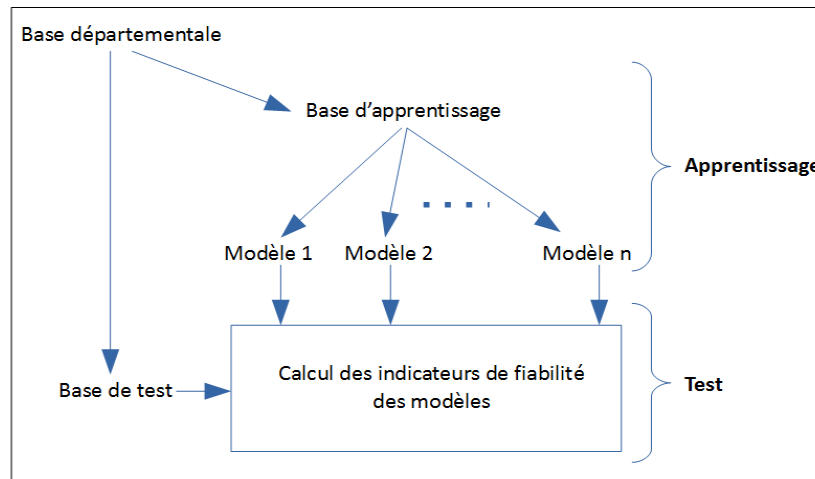 Base départementale
Base d'apprentissage
Apprentissage
Modèle 1
Modèle 2
Modèle n
Base de test
Calcul des indicateurs de fiabilité
des modèles
Test